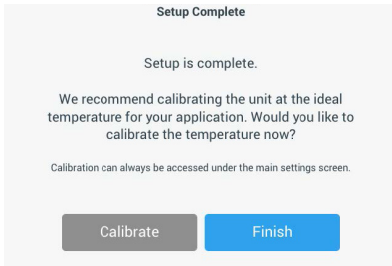 Setup Complete
Setup is complete.
We recommend calibrating the unit at the ideal
temperature for your application. Would you like to
calibrate the temperature now?
Calibration can always be accessed under the main settings screen.
Calibrate
Finish